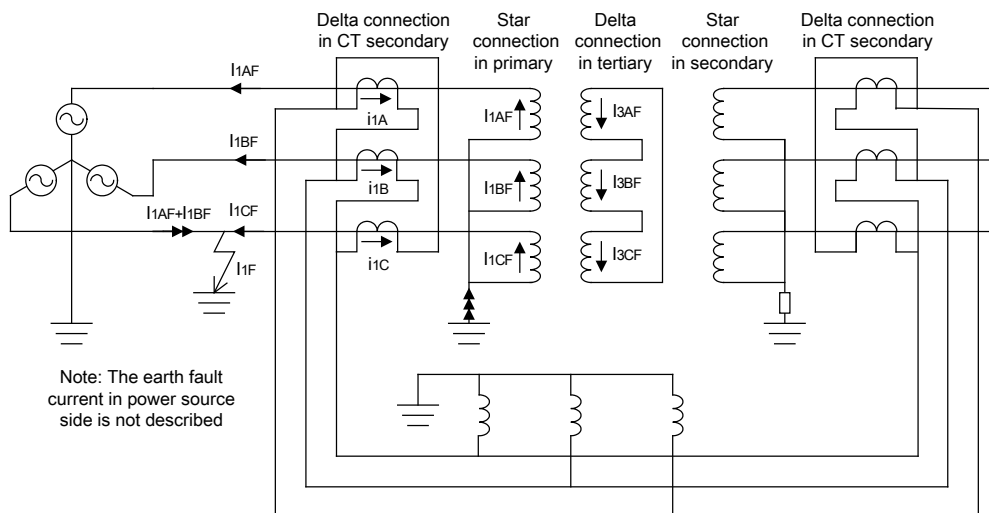 Delta connection
in CT secondary
Star
connection
in primary
Delta
connection
in tertiary
Star
connection
in secondary
Delta connection
in CT secondary
I1AF
i1A
I1AF
I3AF
I1BF
i1B
I1BF
I3BF
I1AF+I1BF
I1CF
i1C
I1CF
I3CF
I1F
Note: The earth fault
current in power source
side is not described